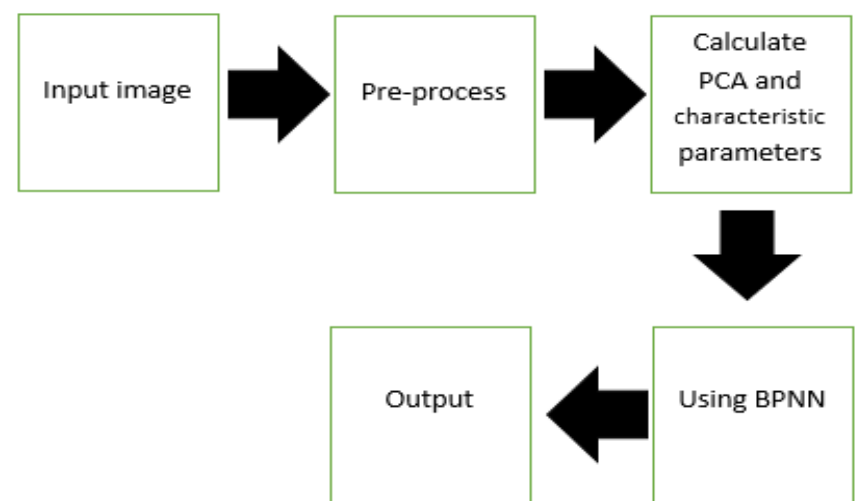 Input image
Pre-process
Calculate
PCA and
characteristic
parameters
Using BPNN
Output